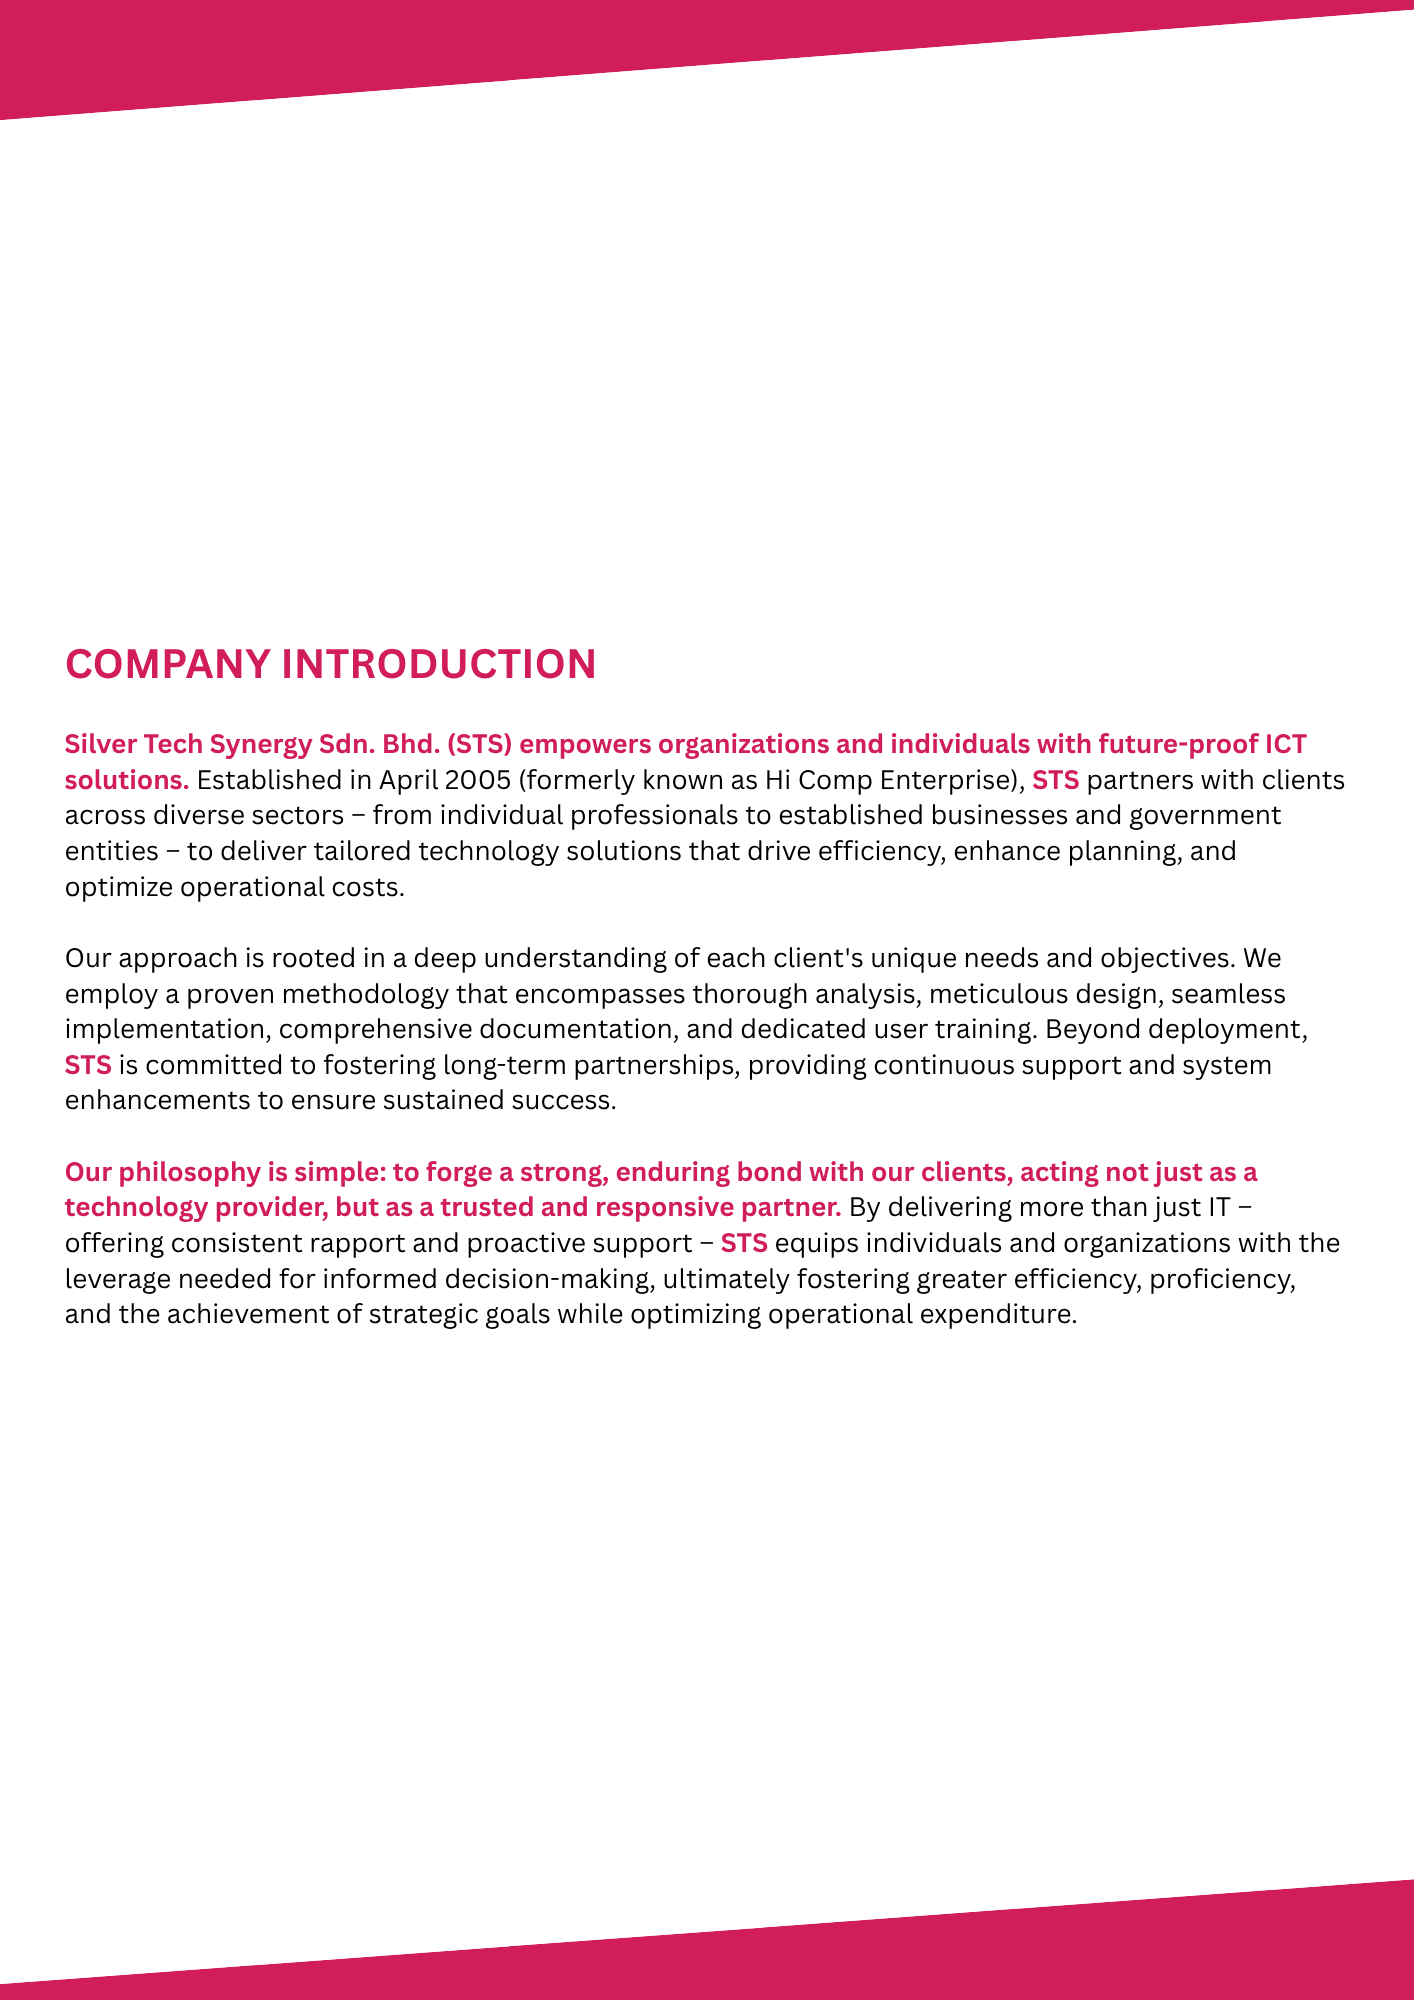 COMPANY INTRODUCTION
Silver Tech Synergy Sdn. Bhd. (STS) empowers organizations and individuals with future-proof ICT
solutions. Established in April 2005 (formerly known as Hi Comp Enterprise), STS partners with clients
across diverse sectors – from individual professionals to established businesses and government
entities – to deliver tailored technology solutions that drive efficiency, enhance planning, and
optimize operational costs.
Our approach is rooted in a deep understanding of each client's unique needs and objectives. We
employ a proven methodology that encompasses thorough analysis, meticulous design, seamless
implementation, comprehensive documentation, and dedicated user training. Beyond deployment,
STS is committed to fostering long-term partnerships, providing continuous support and system
enhancements to ensure sustained success.
Our philosophy is simple: to forge a strong, enduring bond with our clients, acting not just as a
technology provider, but as a trusted and responsive partner. By delivering more than just IT –
offering consistent rapport and proactive support – STS equips individuals and organizations with the
leverage needed for informed decision-making, ultimately fostering greater efficiency, proficiency,
and the achievement of strategic goals while optimizing operational expenditure.